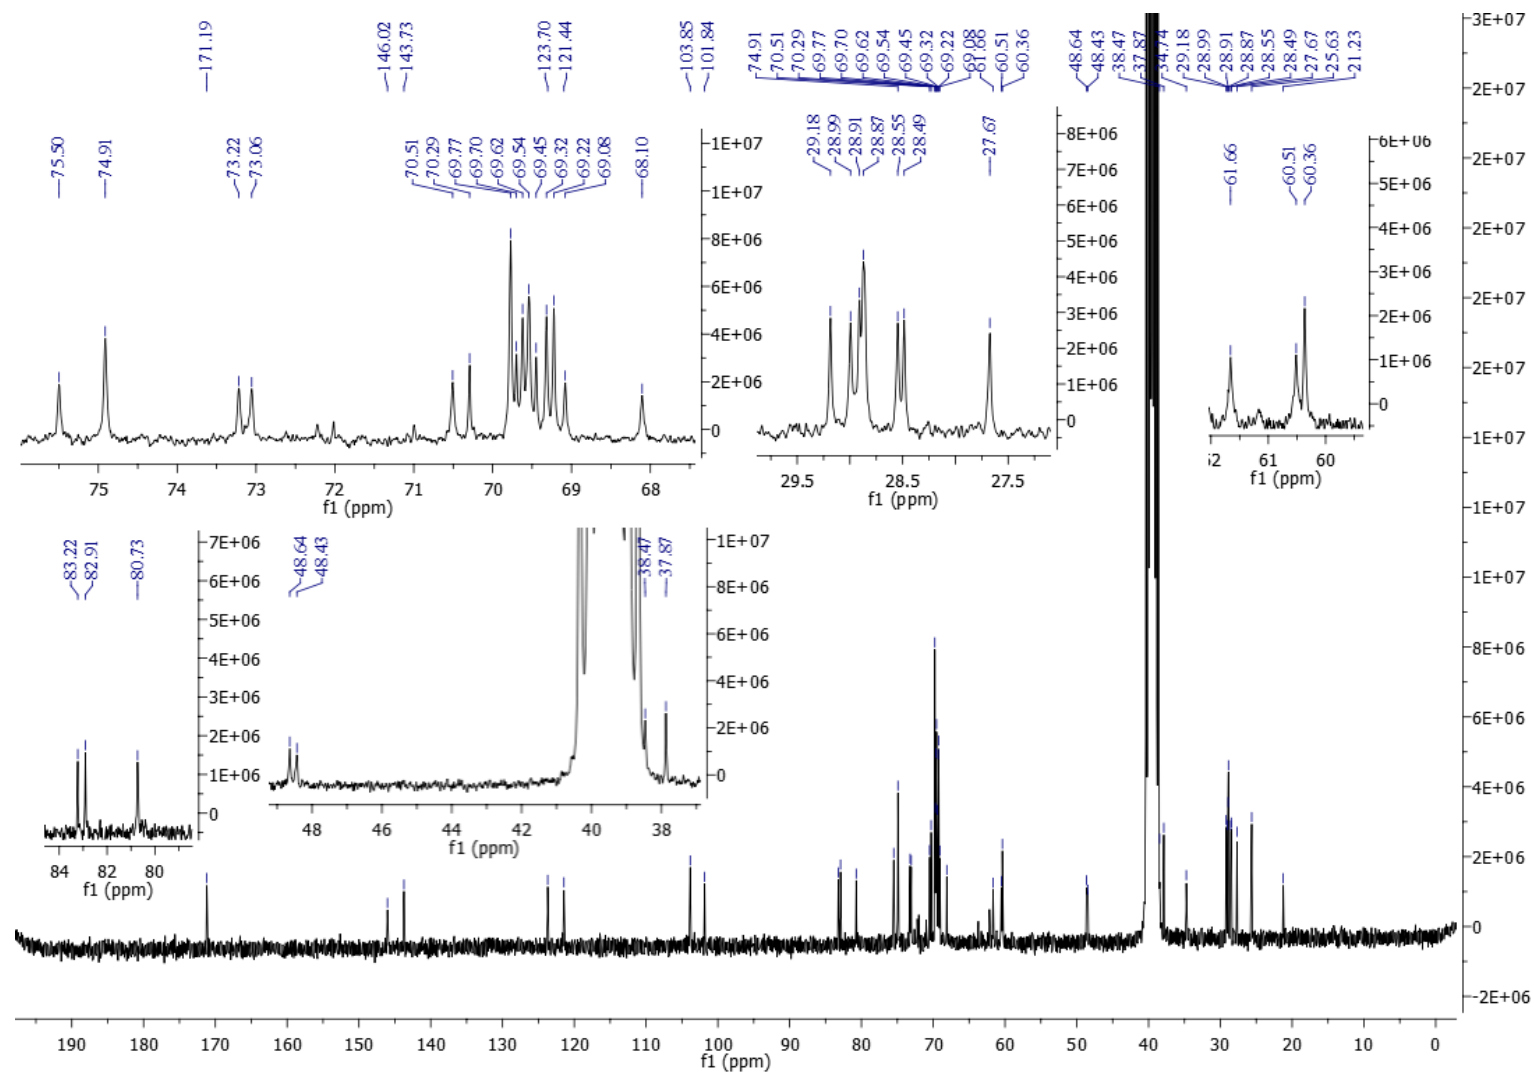 171.19
146.02
143.73
123.70
121.44
103.85
101.84
74.91
70.51
70.29
69.77
69.70
69.62
69.54
69.45
69.32
69.22
69.08
61.66
60.51
60.36
48.64
48.43
38.47
37.87
34.74
29.18
28.99
28.91
28.87
28.55
28.49
27.67
25.63
21.23
75.50
74.91
73.22
73.06
70.51
70.29
69.77
69.70
69.62
69.54
69.45
69.32
69.22
69.08
68.10
1E+07
1E+07
8E+06
6E+06
4E+06
2E+06
0
75 74 73 72 71 70 69 68
f1 (ppm)
29.18
28.99
28.91
28.87
28.55
28.49
27.67
8E+06
7E+06
6E+06
5E+06
4E+06
3E+06
2E+06
1E+06
0
29.5 28.5 27.5
f1 (ppm)
61.66
60.51
60.36
6E+06
5E+06
4E+06
3E+06
2E+06
1E+06
0
61 60
f1 (ppm)
83.22
82.91
80.73
7E+06
6E+06
5E+06
4E+06
3E+06
2E+06
1E+06
0
84 82 80
f1 (ppm)
48.64
48.43
38.47
37.87
1E+07
8E+06
6E+06
4E+06
2E+06
0
48 46 44 42 40 38
f1 (ppm)
3E+07
2E+07
2E+07
2E+07
2E+07
2E+07
1E+07
1E+07
1E+07
8E+06
6E+06
4E+06
2E+06
0
-2E+06
190 180 170 160 150 140 130 120 110 100 90 80 70 60 50 40 30 20 10 0
f1 (ppm)